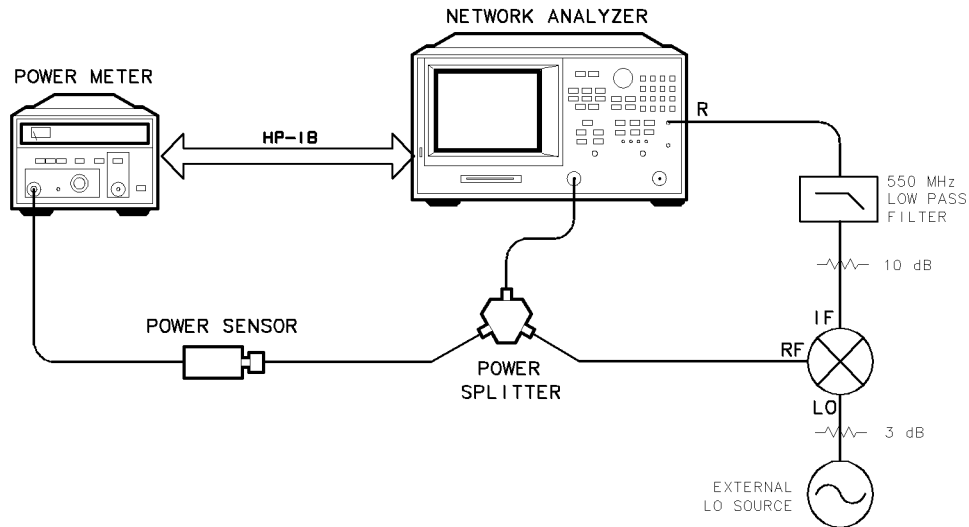 NETWORK ANALYZER
POWER METER
HP-IB
R
550 MHz
LOW PASS
FILTER
10 dB
IF
POWER SENSOR
RF
POWER
SPLITTER
LO
3 dB
EXTERNAL
LO SOURCE